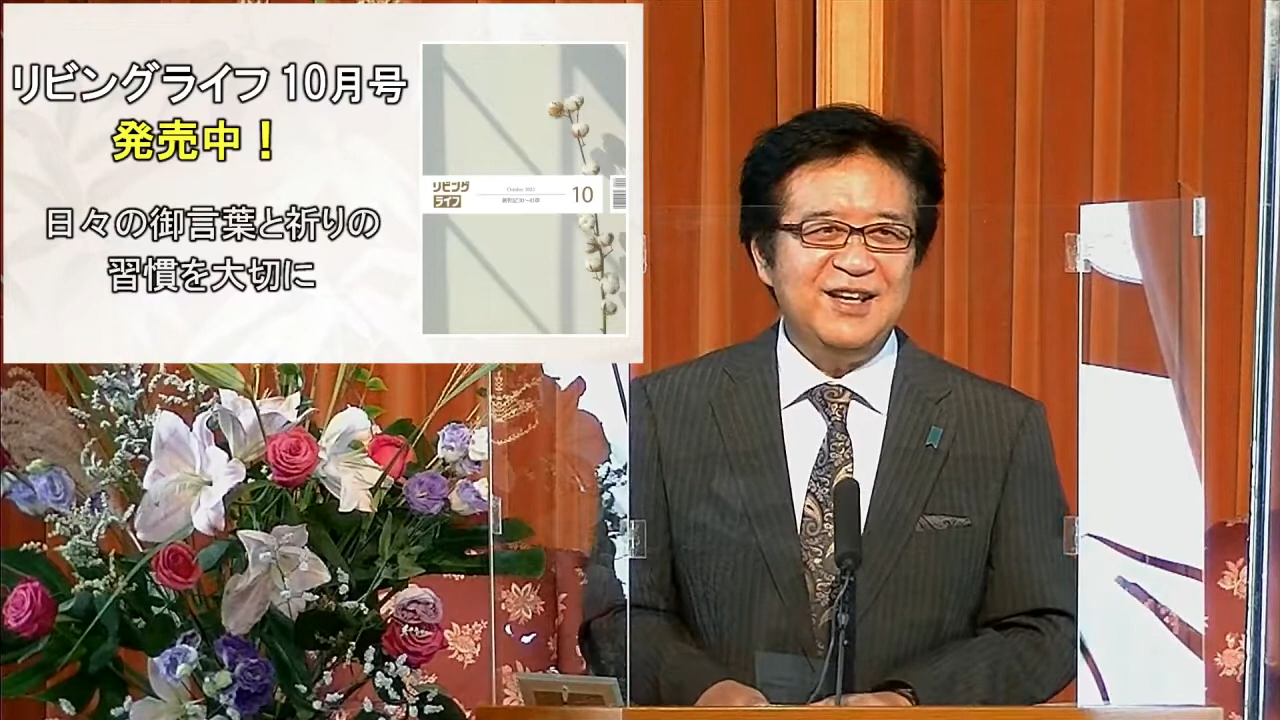 リビングライフ 10月号
発売中！
日々の御言葉と祈りの
習慣を大切に
リビング
ライフ
October 2021
10